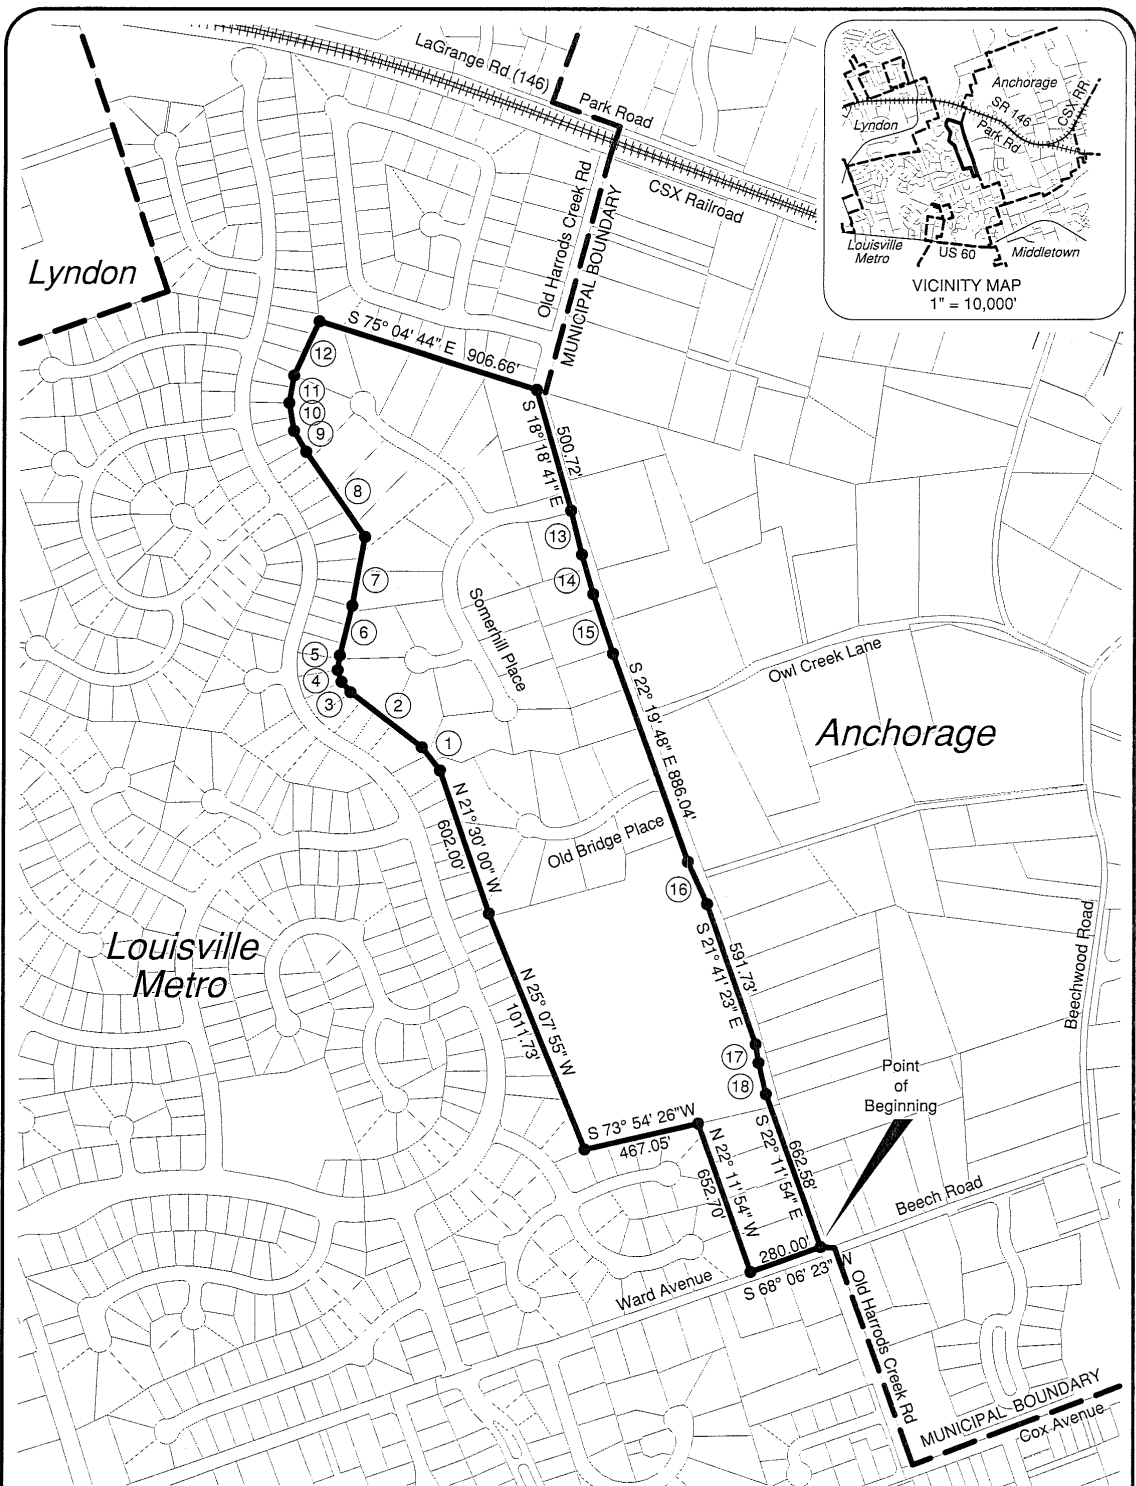 LaGrange Rd (146)
Park Road
CSX Railroad
Old Harrods Creek Rd
MUNICIPAL BOUNDARY
Lyndon
Anchorage
SR 146
CSX RR
Park Rd
Lyndon
Louisville
Metro
US 60
Middletown
VICINITY MAP
1" = 10,000'
S 75° 04' 44" E 906.66'
12
11
10
9
8
7
6
5
4
3
2
1
S 18° 18' 41" E
500.72'
13
14
15
Somerhill Place
S 22° 19' 48" E 886.04'
Owl Creek Lane
Anchorage
N 21° 30' 00" W
602.00'
Old Bridge Place
16
S 21° 41' 23" E
591.73'
Louisville
Metro
N 25° 07' 55" W
1011.73'
Beechwood Road
17
18
Point
of
Beginning
S 73° 54' 26"W
467.05'
N 22° 11' 54" W
652.70'
S 22° 11' 54" E
662.58'
Beech Road
280.00'
S 68° 06' 23" W
Ward Avenue
Old Harrods Creek Rd
MUNICIPAL BOUNDARY
Cox Avenue